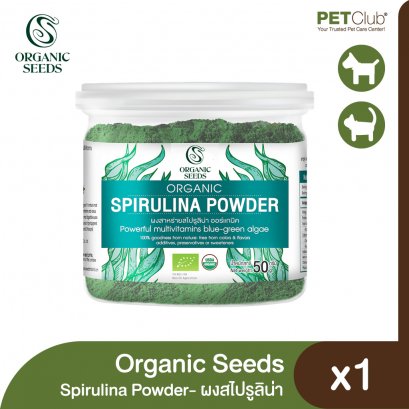 ORGANIC
SEEDS
PETClub®
Your Trusted Pet Care Center!
ORGANIC
SEEDS
ORGANIC
SPIRULINA POWDER
ผงสาหร่ายสไปรูลิน่า ออร์แกนิค
Powerful multivitamins blue-green algae
100% goodness from nature: free from colors & flavors
additives, preservatives or sweeteners
USDA
ORGANIC
50
Organic Seeds
Spirulina Powder- ผงสไปรูลิน่า
x1